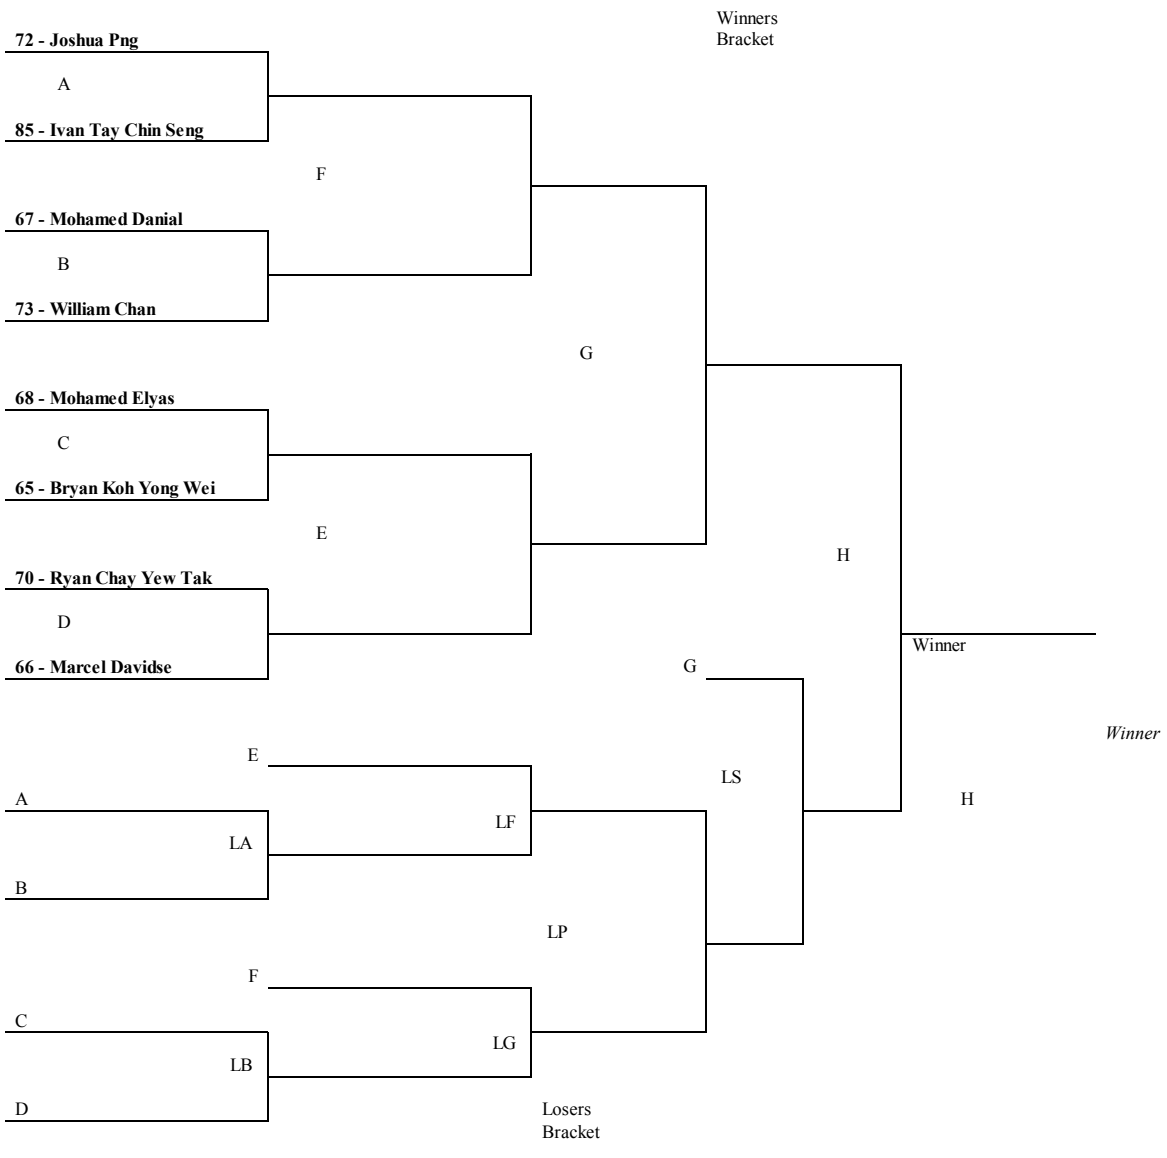 Winners
Bracket
72 - Joshua Png
A
85 - Ivan Tay Chin Seng
F
67 - Mohamed Danial
B
73 - William Chan
G
68 - Mohamed Elyas
C
65 - Bryan Koh Yong Wei
E
H
70 - Ryan Chay Yew Tak
D
Winner
66 - Marcel Davidse
G
Winner
E
LS
A
H
LF
LA
B
LP
F
C
LG
LB
D
Losers
Bracket